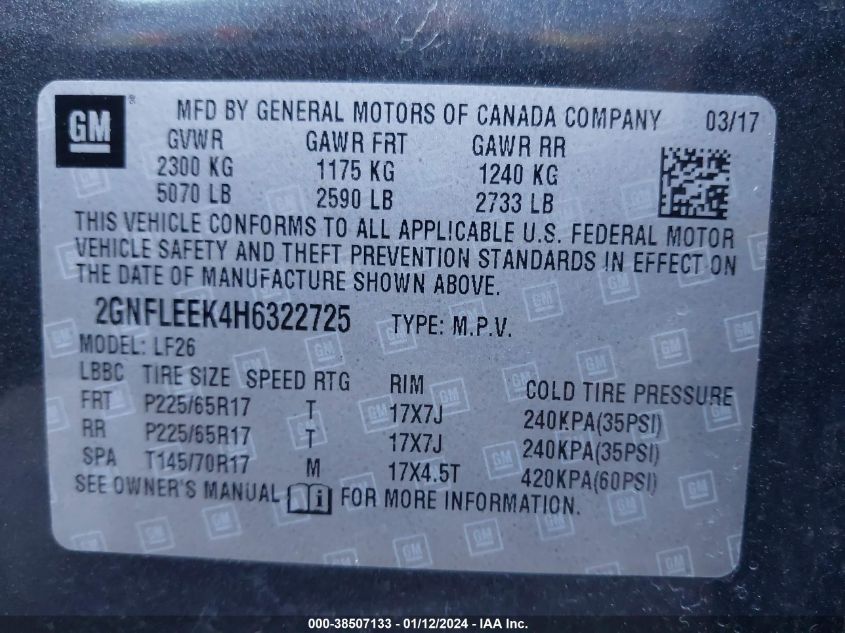 GM ®
MFD BY GENERAL MOTORS OF CANADA COMPANY 03/17
GVWR GAWR FRT GAWR RR
2300 KG 1175 KG 1240 KG
5070 LB 2590 LB 2733 LB
THIS VEHICLE CONFORMS TO ALL APPLICABLE U.S. FEDERAL MOTOR
VEHICLE SAFETY AND THEFT PREVENTION STANDARDS IN EFFECT ON
THE DATE OF MANUFACTURE SHOWN ABOVE.
2GNFLEEK4H6322725 TYPE: M.P.V.
MODEL: LF26
LBBC TIRE SIZE SPEED RTG RIM COLD TIRE PRESSURE
FRT P225/65R17 T 17X7J 240KPA(35PSI)
RR P225/65R17 T 17X7J 240KPA(35PSI)
SPA T145/70R17 M 17X4.5T 420KPA(60PSI)
SEE OWNER'S MANUAL FOR MORE INFORMATION.
000-38507133 - 01/12/2024 - IAA Inc.